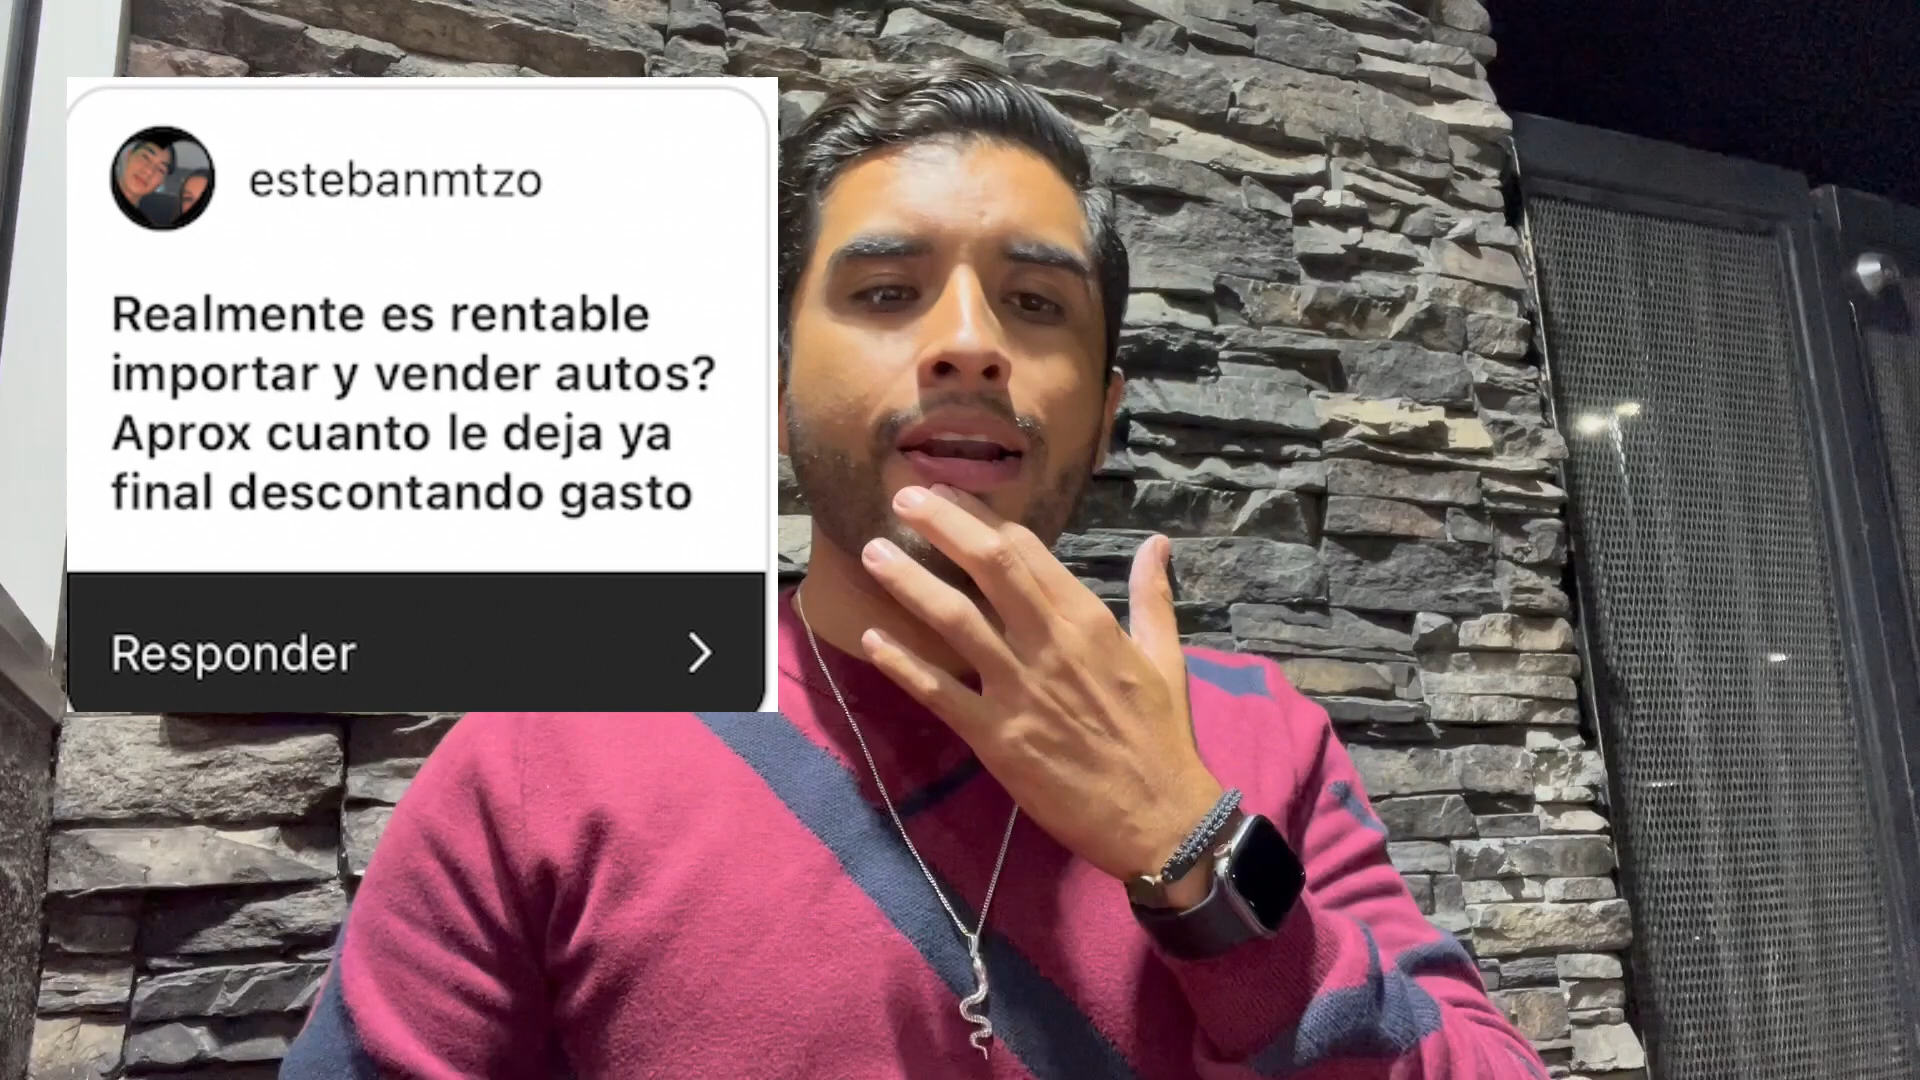 estebanmtzo
Realmente es rentable
importar y vender autos?
Aprox cuanto le deja ya
final descontando gasto
Responder